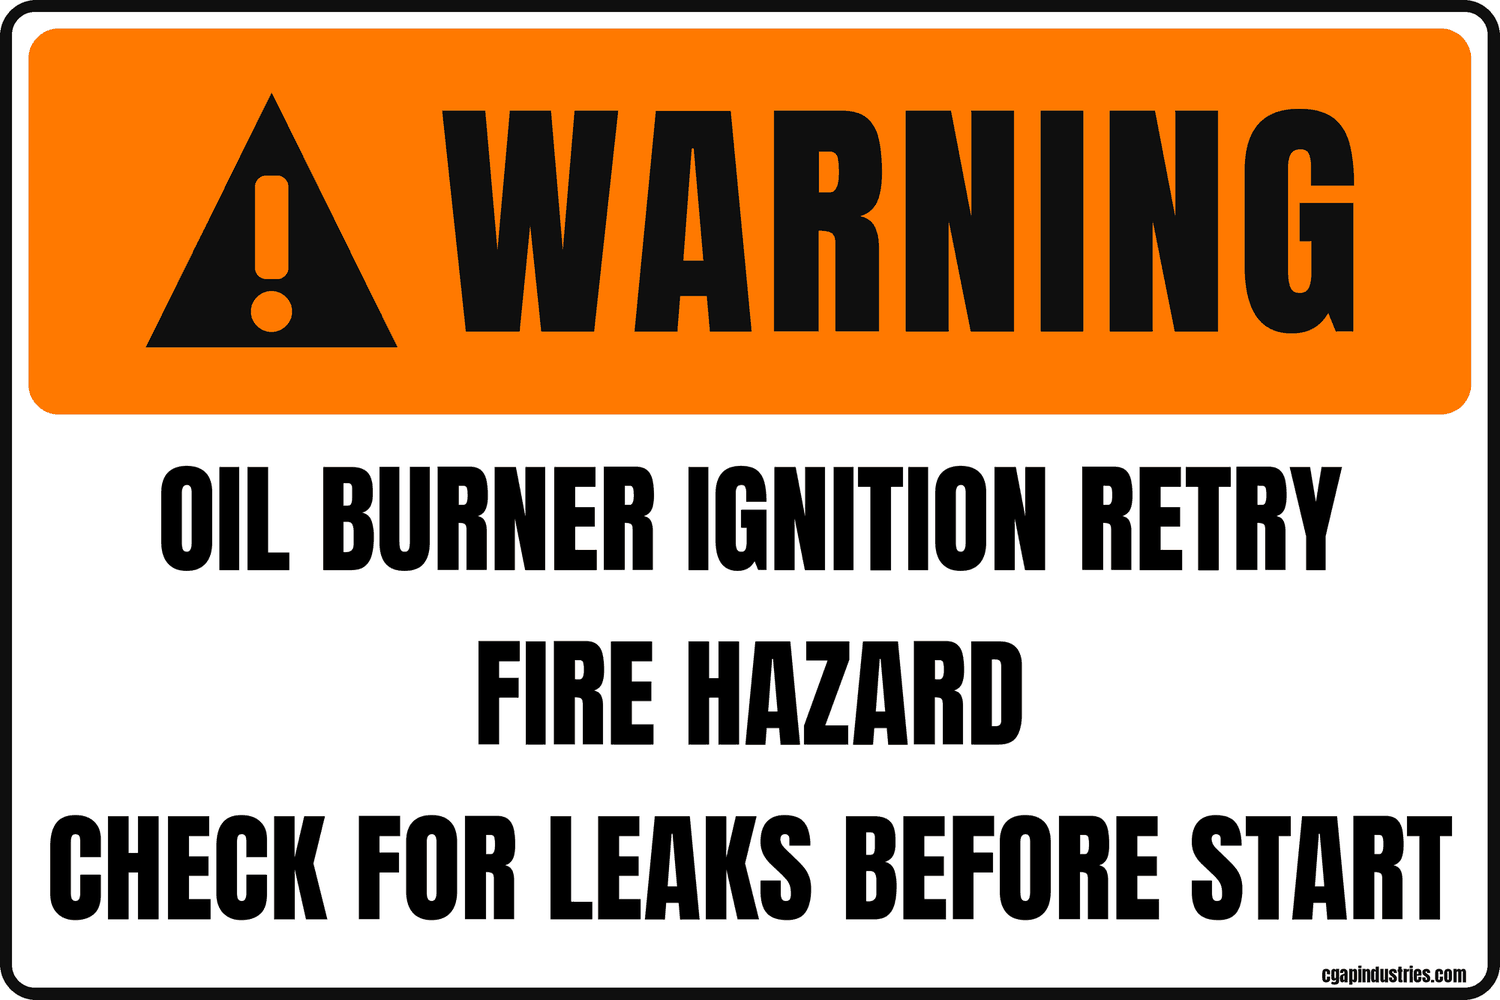 WARNING
OIL BURNER IGNITION RETRY
FIRE HAZARD
CHECK FOR LEAKS BEFORE START
cgapindustries.com